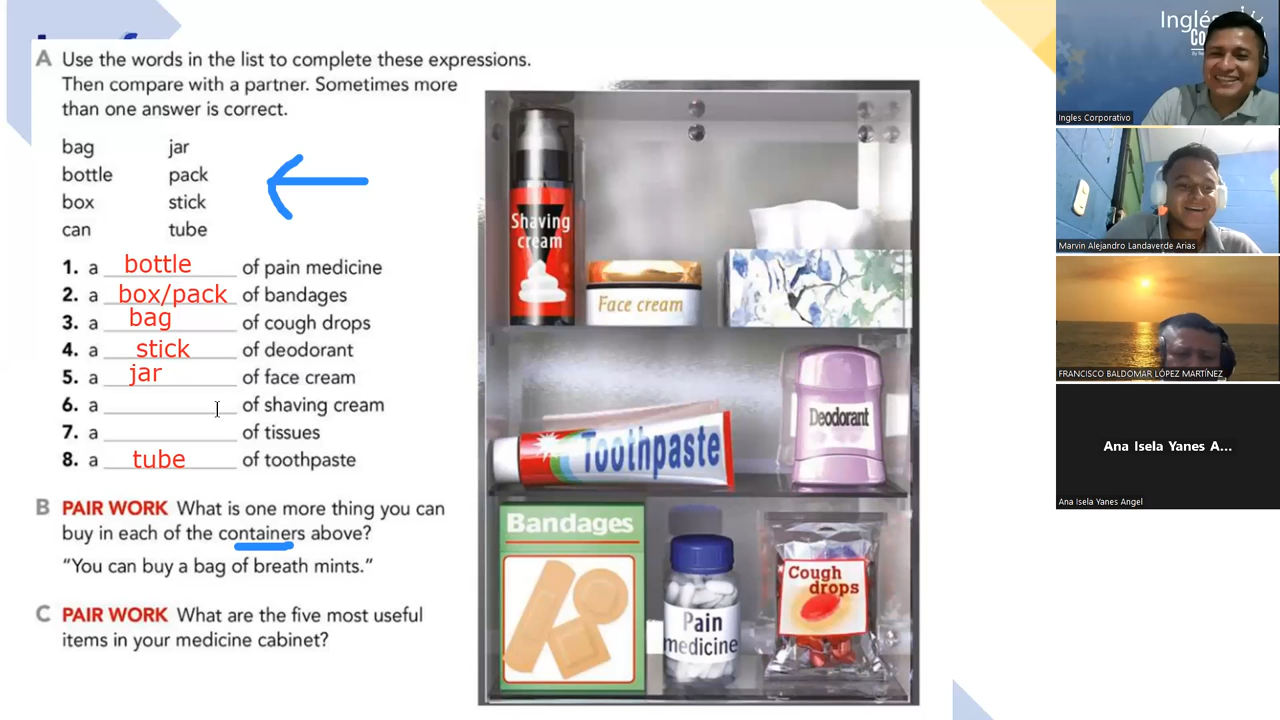 A Use the words in the list to complete these expressions.
Then compare with a partner. Sometimes more
than one answer is correct.
bag jar
bottle pack
box stick
can tube
1. a bottle of pain medicine
2. a box/pack of bandages
3. a bag of cough drops
4. a stick of deodorant
5. a jar of face cream
6. a of shaving cream
7. a of tissues
8. a tube of toothpaste
B PAIR WORK What is one more thing you can
buy in each of the containers above?
“You can buy a bag of breath mints.”
C PAIR WORK What are the five most useful
items in your medicine cabinet?
Shaving
cream
Face cream
Toothpaste
Deodorant
Bandages
Pain
medicine
Cough
drops
Inglés
Ingles Corporativo
Marvin Alejandro Landaverde Arias
FRANCISCO BALDOMAR LÓPEZ MARTÍNEZ
Ana Isela Yanes A...
Ana Isela Yanes Angel